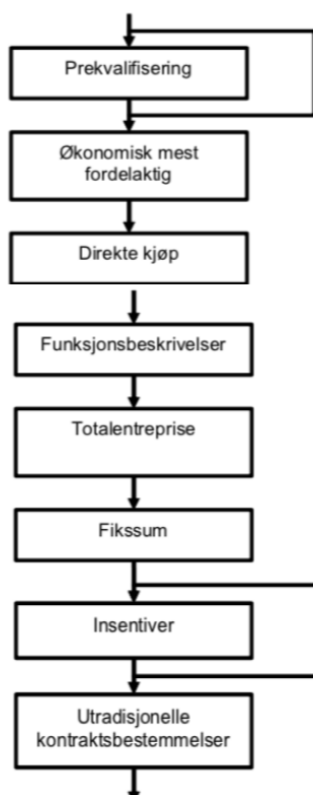 Prekvalifisering
Økonomisk mest
fordelaktig
Direkte kjøp
Funksjonsbeskrivelser
Totalentreprise
Fikssum
Insentiver
Utradisjonelle
kontraktsbestemmelser